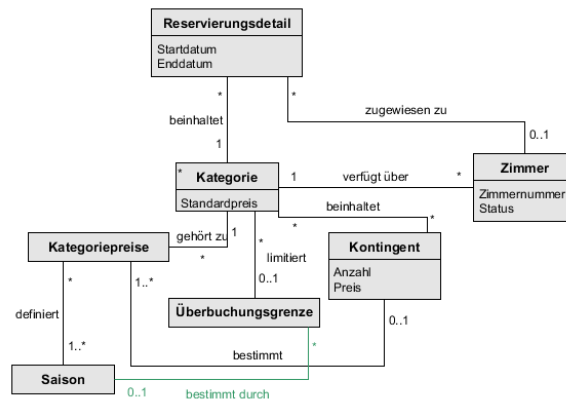 Reservierungsdetail
Startdatum
Enddatum
* *
beinhaltet
zugewiesen zu
1
0..1
* Kategorie
Standardpreis
1 verfügt über *
Zimmer
Zimmernummer
Status
beinhaltet
* *
Kategoriepreise
gehört zu
1
*
*
limitiert
0..1
Kontingent
Anzahl
Preis
*
1..*
definiert
Überbuchungsgrenze
0..1
1..*
bestimmt
*
Saison
0..1
bestimmt durch